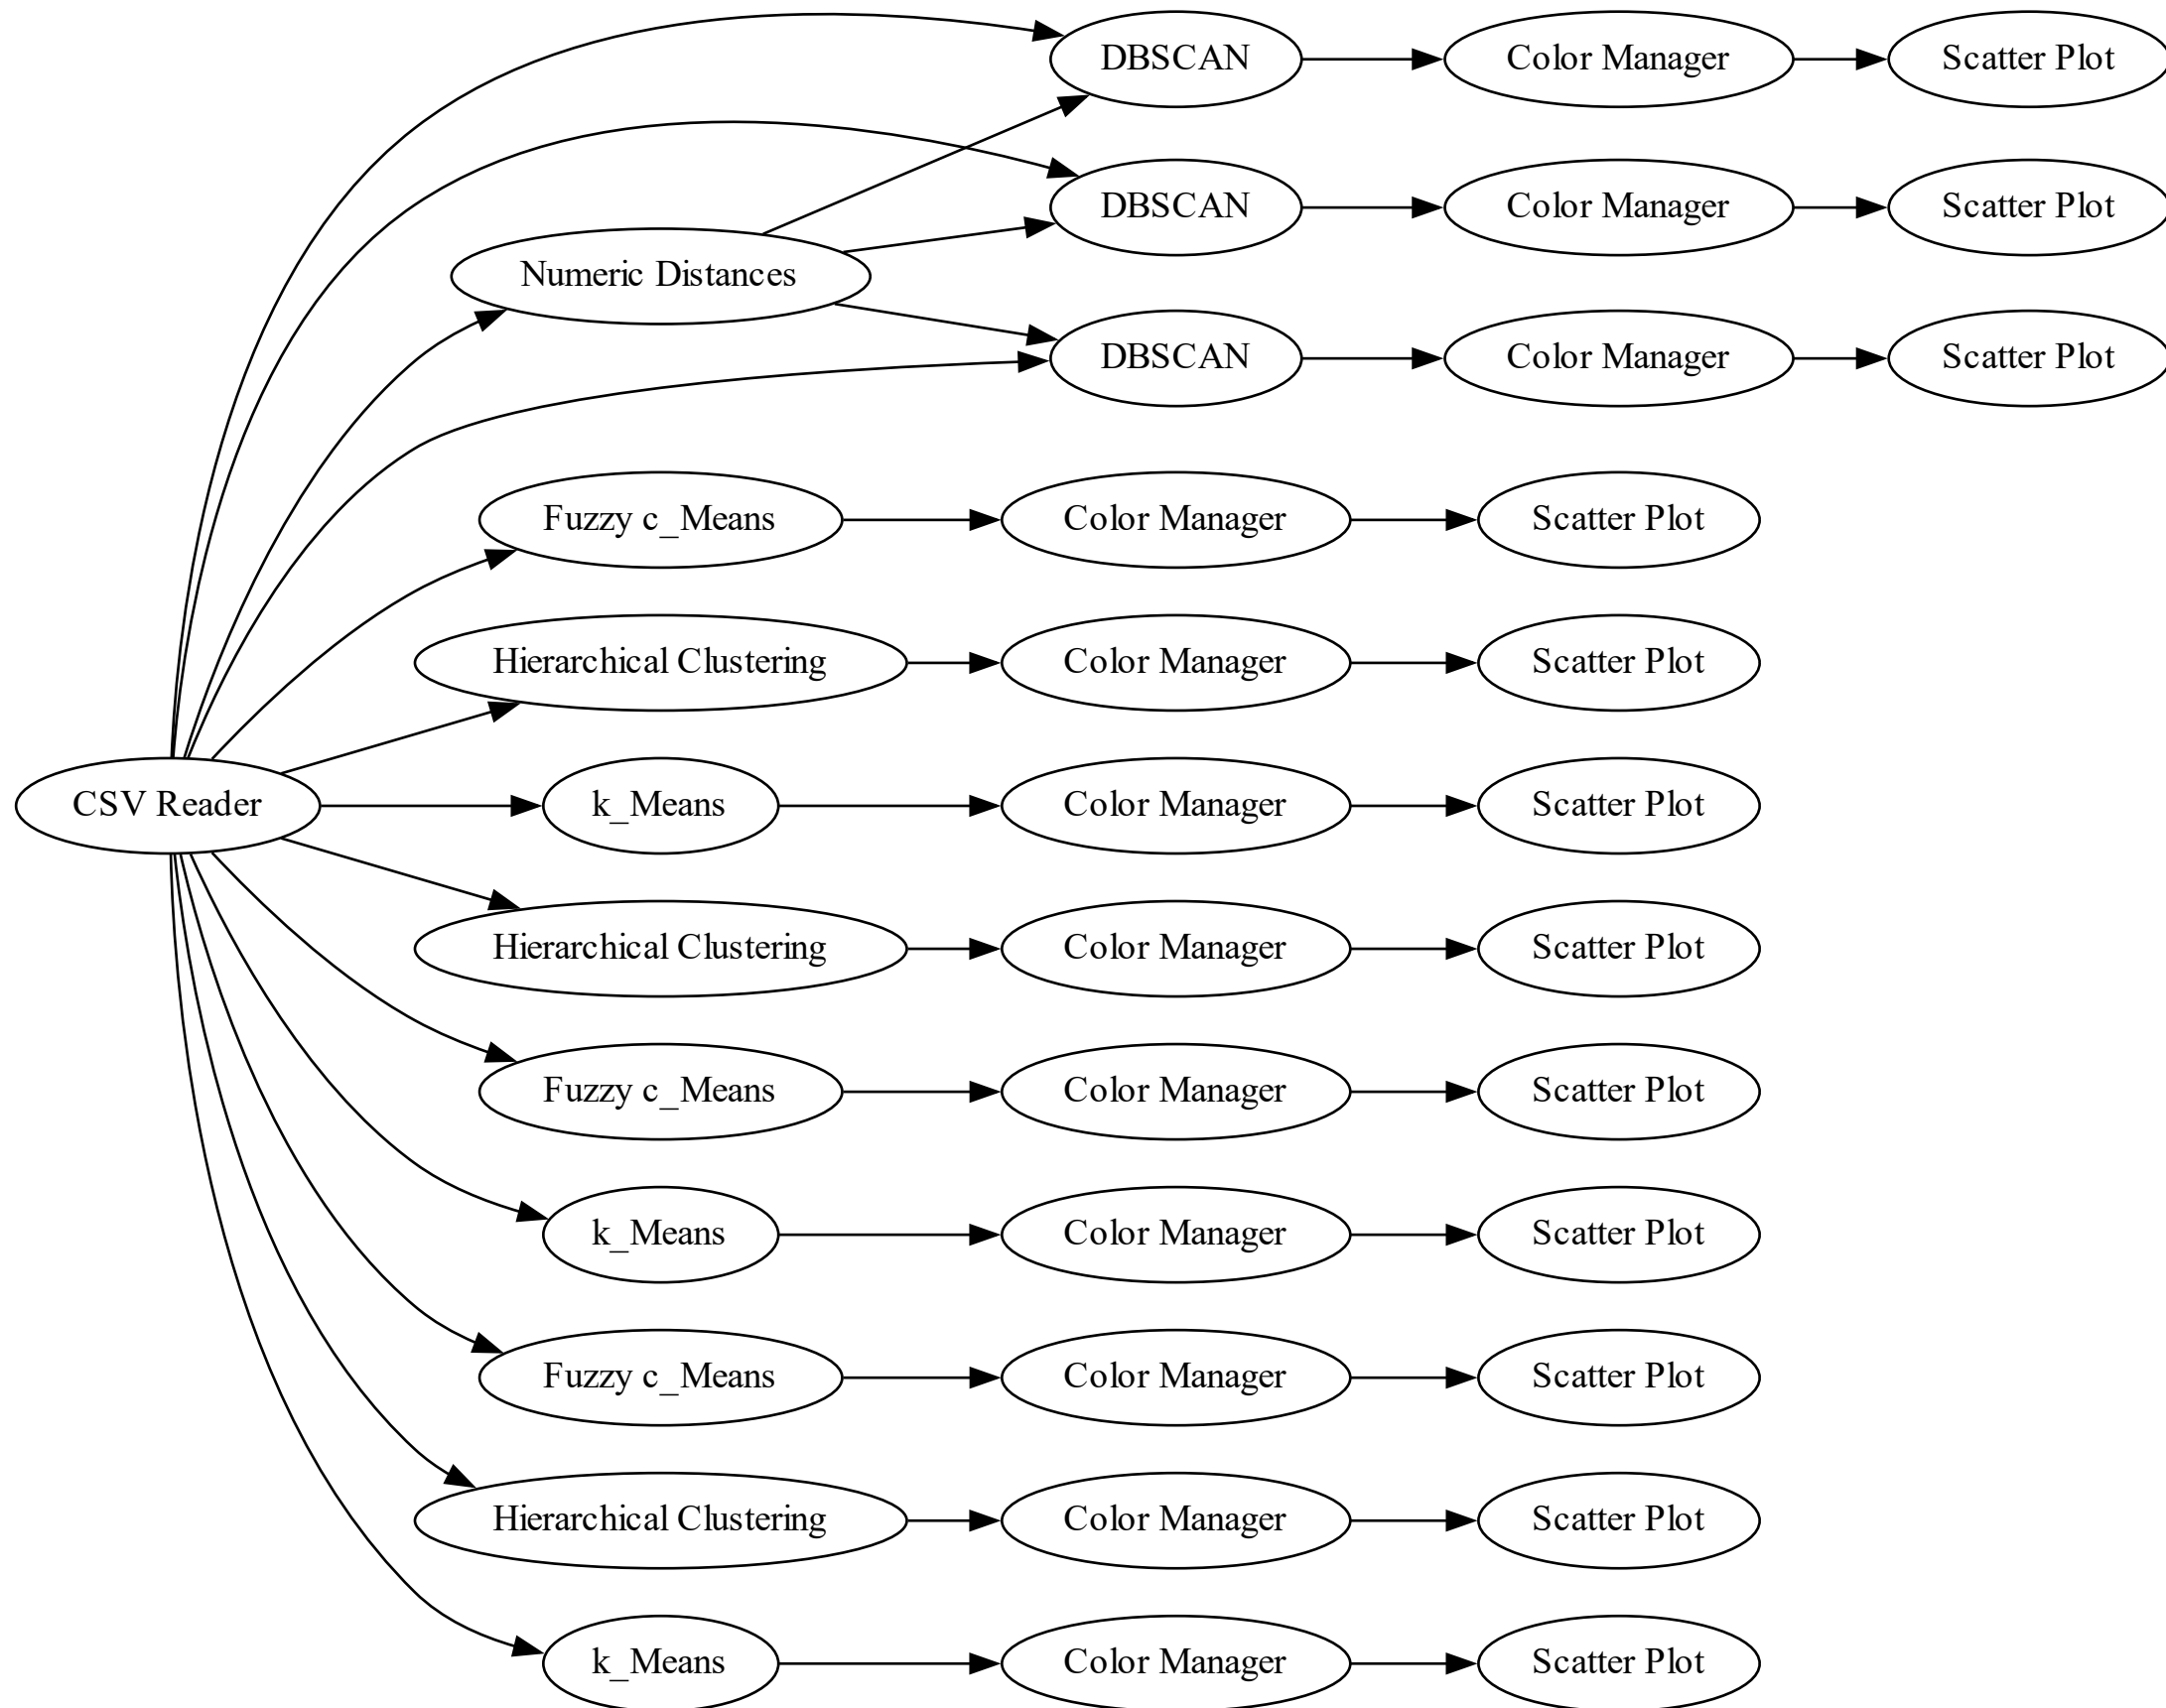 DBSCAN Color Manager Scatter Plot
DBSCAN Color Manager Scatter Plot
Numeric Distances
DBSCAN Color Manager Scatter Plot
Fuzzy c_Means Color Manager Scatter Plot
Hierarchical Clustering Color Manager Scatter Plot
CSV Reader k_Means Color Manager Scatter Plot
Hierarchical Clustering Color Manager Scatter Plot
Fuzzy c_Means Color Manager Scatter Plot
k_Means Color Manager Scatter Plot
Fuzzy c_Means Color Manager Scatter Plot
Hierarchical Clustering Color Manager Scatter Plot
k_Means Color Manager Scatter Plot